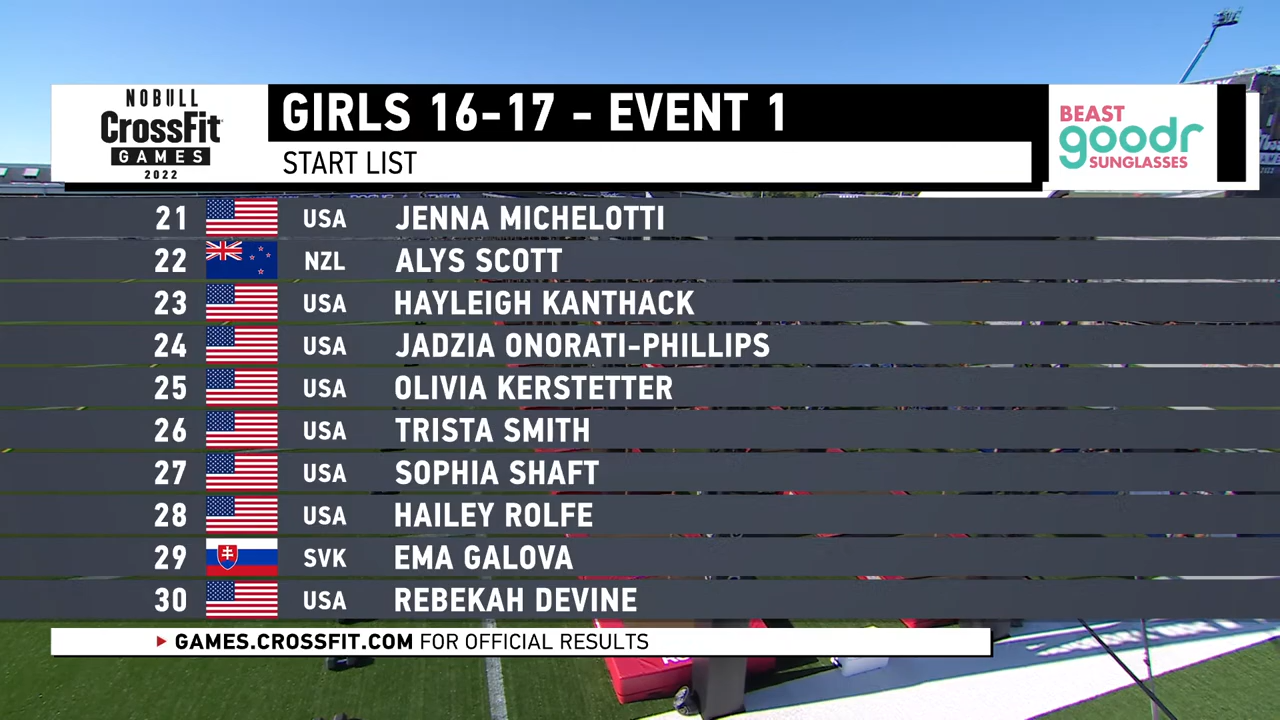 NOBULL
CrossFit
GAMES
2022
GIRLS 16-17 - EVENT 1
START LIST
BEAST
goodr
SUNGLASSES
21 USA JENNA MICHELOTTI
22 NZL ALYS SCOTT
23 USA HAYLEIGH KANTHACK
24 USA JADZIA ONORATI-PHILLIPS
25 USA OLIVIA KERSTETTER
26 USA TRISTA SMITH
27 USA SOPHIA SHAFT
28 USA HAILEY ROLFE
29 SVK EMA GALOVA
30 USA REBEKAH DEVINE
GAMES.CROSSFIT.COM FOR OFFICIAL RESULTS